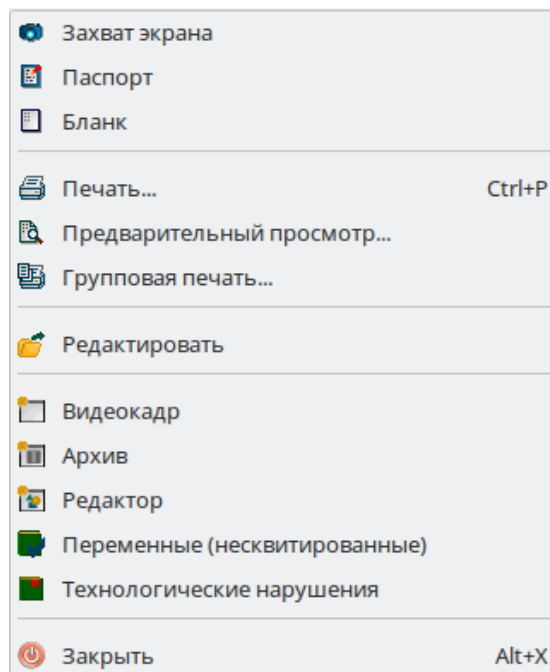 Захват экрана
Паспорт
Бланк
Печать... Ctrl+P
Предварительный просмотр...
Групповая печать...
Редактировать
Видеокадр
Архив
Редактор
Переменные (несквитированные)
Технологические нарушения
Закрыть Alt+X